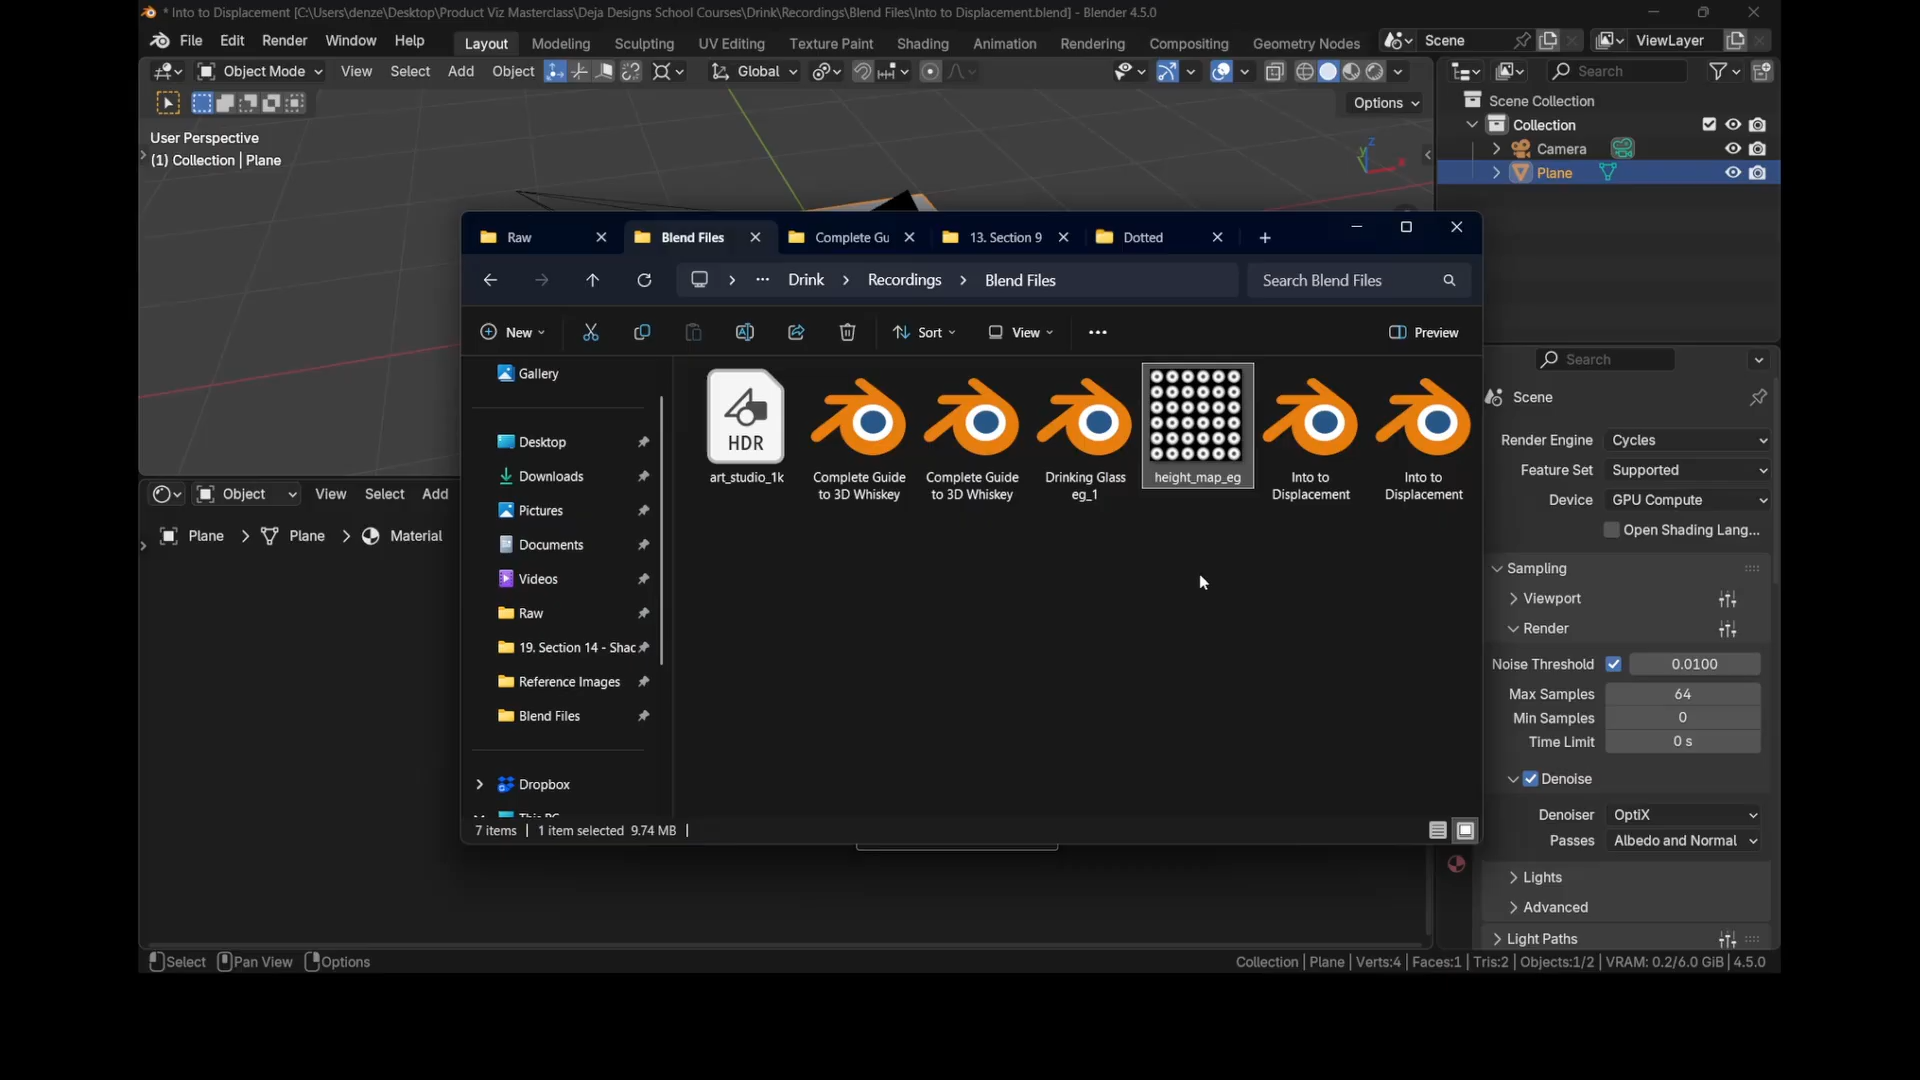 * Into to Displacement [C:\Users\denze\Desktop\Product Viz Masterclass\Deja Designs School Courses\Drink\Recordings\Blend Files\Into to Displacement.blend] - Blender 4.5.0
File Edit Render Window Help Layout Modeling Sculpting UV Editing Texture Paint Shading Animation Rendering Compositing Geometry Nodes Scene ViewLayer
Object Mode View Select Add Object Global Search
Options
User Perspective
(1) Collection | Plane
Z
Y
X
Scene Collection
Collection
Camera
Plane
Raw Blend Files Complete Gu 13. Section 9 Dotted
Drink Recordings Blend Files Search Blend Files
New Sort View Preview
Gallery
Desktop
Downloads
Pictures
Documents
Videos
Raw
19. Section 14 - Shac
Reference Images
Blend Files
Dropbox
HDR
art_studio_1k
Complete Guide to 3D Whiskey
Complete Guide to 3D Whiskey
Drinking Glass eg_1
height_map_eg
Into to Displacement
Into to Displacement
7 items 1 item selected 9.74 MB
Object View Select Add
Plane Plane Material
Search
Scene
Render Engine Cycles
Feature Set Supported
Device GPU Compute
Open Shading Lang...
Sampling
Viewport
Render
Noise Threshold 0.0100
Max Samples 64
Min Samples 0
Time Limit 0 s
Denoise
Denoiser OptiX
Passes Albedo and Normal
Lights
Advanced
Light Paths
Select Pan View Options
Collection | Plane | Verts:4 | Faces:1 | Tris:2 | Objects:1/2 | VRAM: 0.2/6.0 GiB | 4.5.0